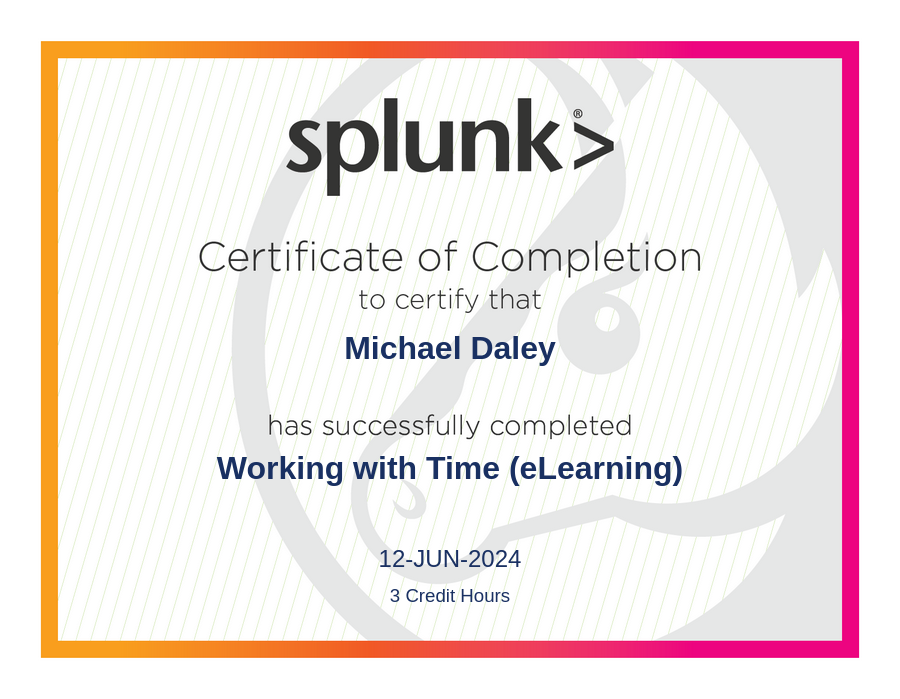 splunk>®
Certificate of Completion
to certify that
Michael Daley
has successfully completed
Working with Time (eLearning)
12-JUN-2024
3 Credit Hours